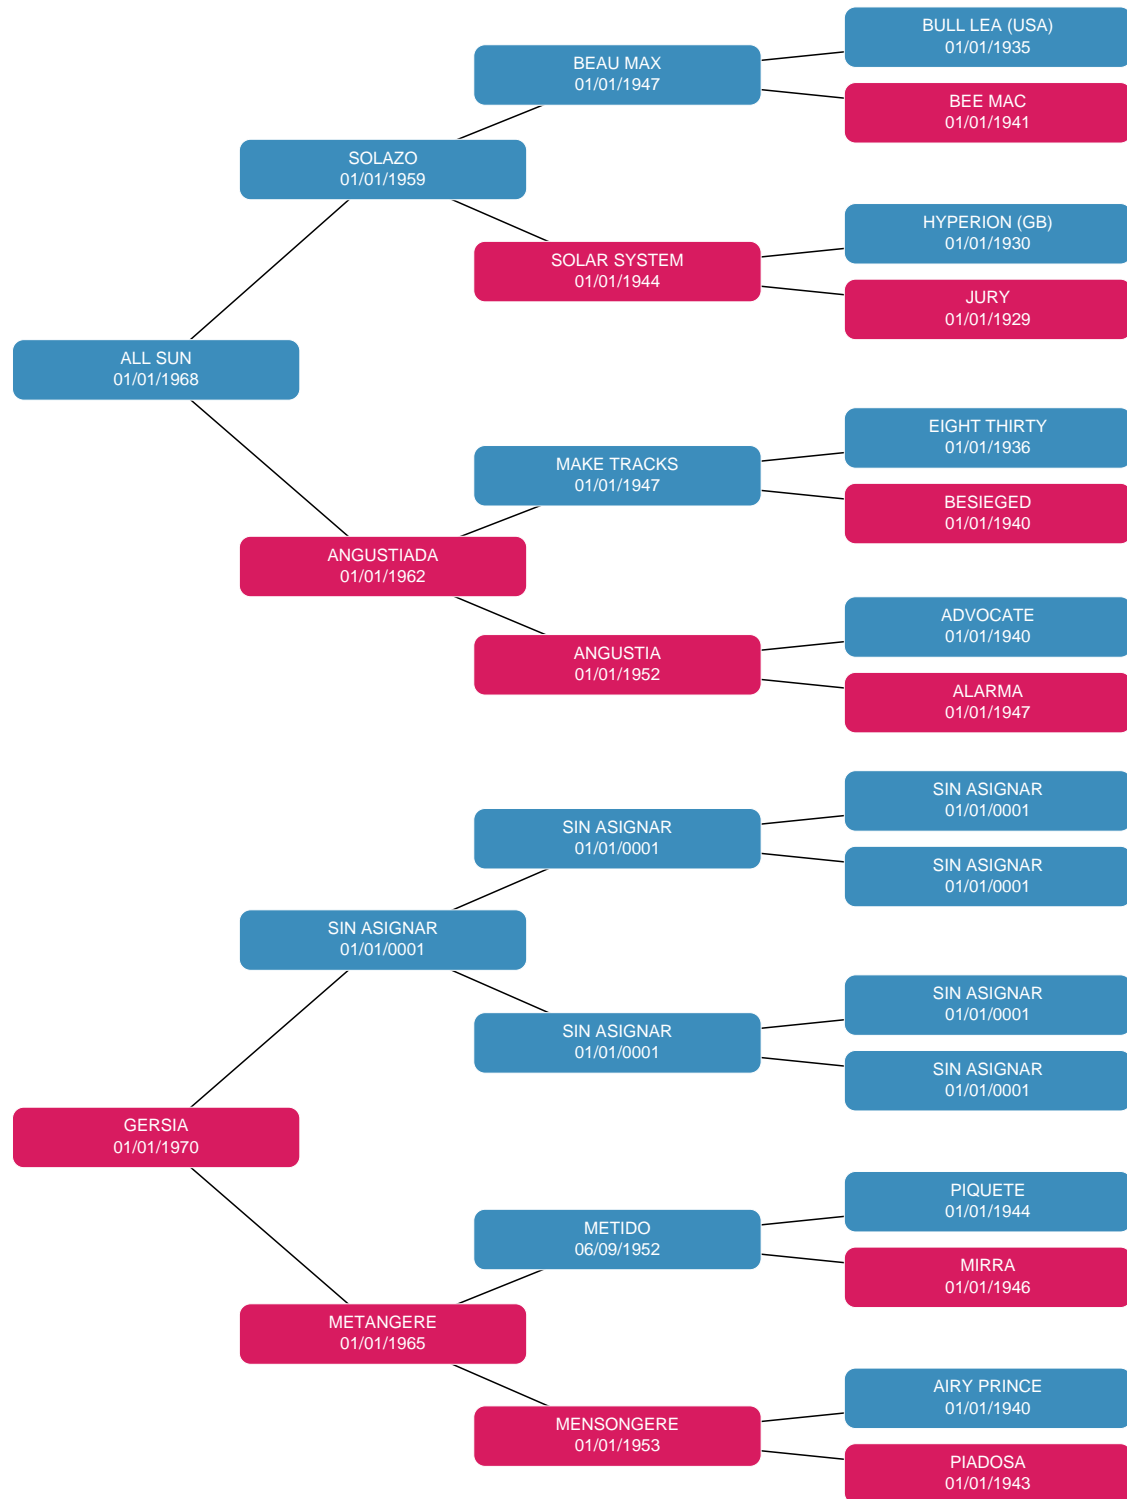 BULL LEA (USA)
01/01/1935
BEAU MAX
01/01/1947
BEE MAC
01/01/1941
SOLAZO
01/01/1959
HYPERION (GB)
01/01/1930
SOLAR SYSTEM
01/01/1944
JURY
01/01/1929
ALL SUN
01/01/1968
EIGHT THIRTY
01/01/1936
MAKE TRACKS
01/01/1947
BESIEGED
01/01/1940
ANGUSTIADA
01/01/1962
ADVOCATE
01/01/1940
ANGUSTIA
01/01/1952
ALARMA
01/01/1947
SIN ASIGNAR
01/01/0001
SIN ASIGNAR
01/01/0001
SIN ASIGNAR
01/01/0001
SIN ASIGNAR
01/01/0001
SIN ASIGNAR
01/01/0001
SIN ASIGNAR
01/01/0001
SIN ASIGNAR
01/01/0001
GERSIA
01/01/1970
PIQUETE
01/01/1944
METIDO
06/09/1952
MIRRA
01/01/1946
METANGERE
01/01/1965
AIRY PRINCE
01/01/1940
MENSONGERE
01/01/1953
PIADOSA
01/01/1943